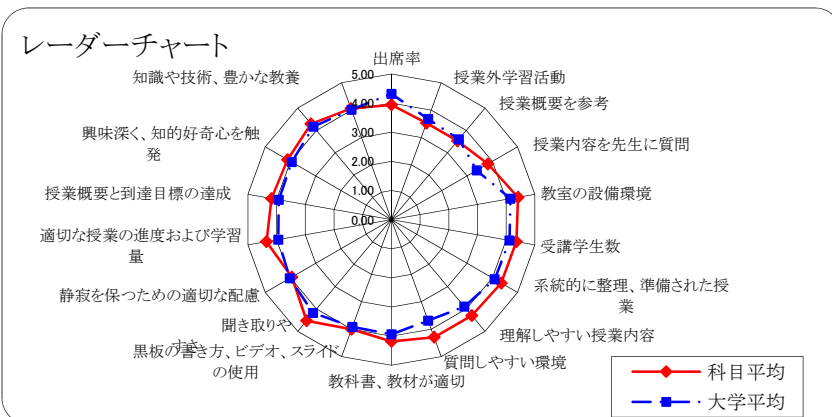 レーダーチャート
出席率
授業外学習活動
授業概要を参考
授業内容を先生に質問
教室の設備環境
受講学生数
系統的に整理、準備された授
業
理解しやすい授業内容
質問しやすい環境
教科書、教材が適切
黒板の書き方、ビデオ、スライド
の使用
聞き取りや
すさ
静寂を保つための適切な配慮
適切な授業の進度および学習
量
授業概要と到達目標の達成
興味深く、知的好奇心を触
発
知識や技術、豊かな教養
5.00
4.00
3.00
2.00
1.00
0.00
科目平均
大学平均